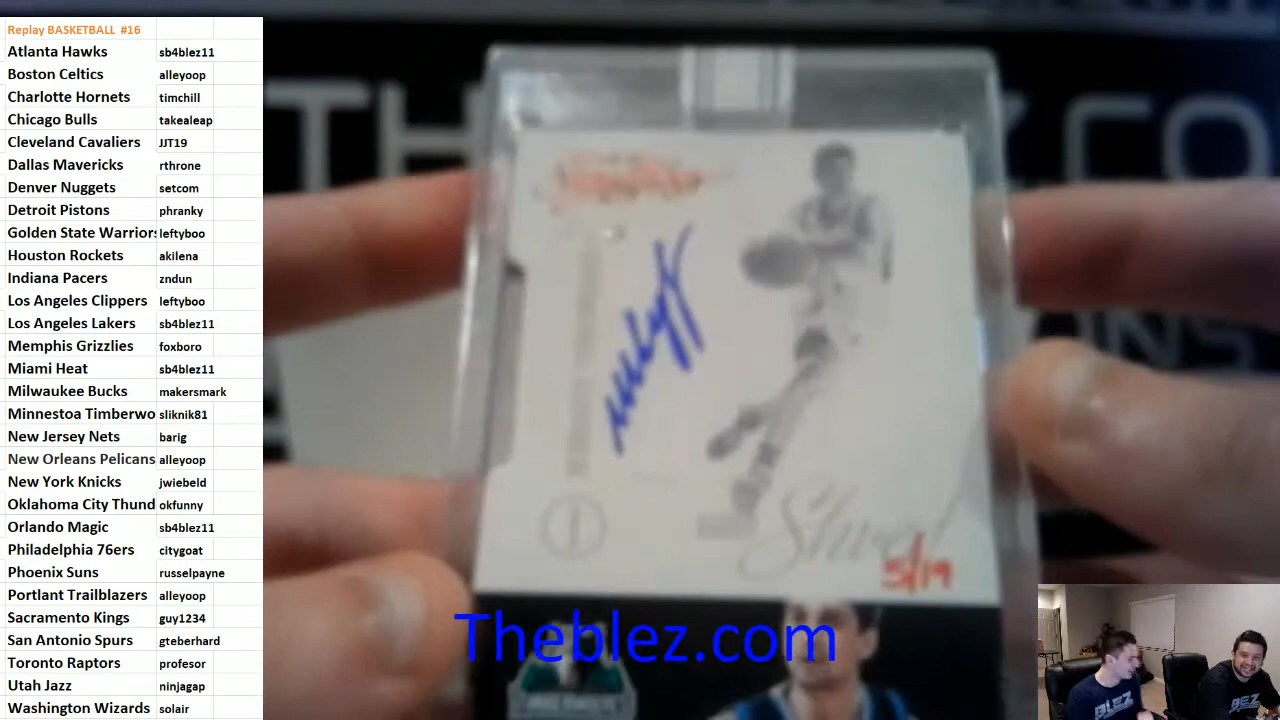 Replay BASKETBALL #16
Atlanta Hawks sb4blez11
Boston Celtics alleyoop
Charlotte Hornets timchill
Chicago Bulls takealeap
Cleveland Cavaliers JJT19
Dallas Mavericks rthrone
Denver Nuggets setcom
Detroit Pistons phranky
Golden State Warriors leftyboo
Houston Rockets akilena
Indiana Pacers zndun
Los Angeles Clippers leftyboo
Los Angeles Lakers sb4blez11
Memphis Grizzlies foxboro
Miami Heat sb4blez11
Milwaukee Bucks makersmark
Minnestoa Timberwo sliknik81
New Jersey Nets barig
New Orleans Pelicans alleyoop
New York Knicks jwiebeld
Oklahoma City Thund okfunny
Orlando Magic sb4blez11
Philadelphia 76ers citygoat
Phoenix Suns russelpayne
Portlant Trailblazers alleyoop
Sacramento Kings guy1234
San Antonio Spurs gteberhard
Toronto Raptors profesor
Utah Jazz ninjagap
Washington Wizards solair
5/19
Theblez.com
BLEZ